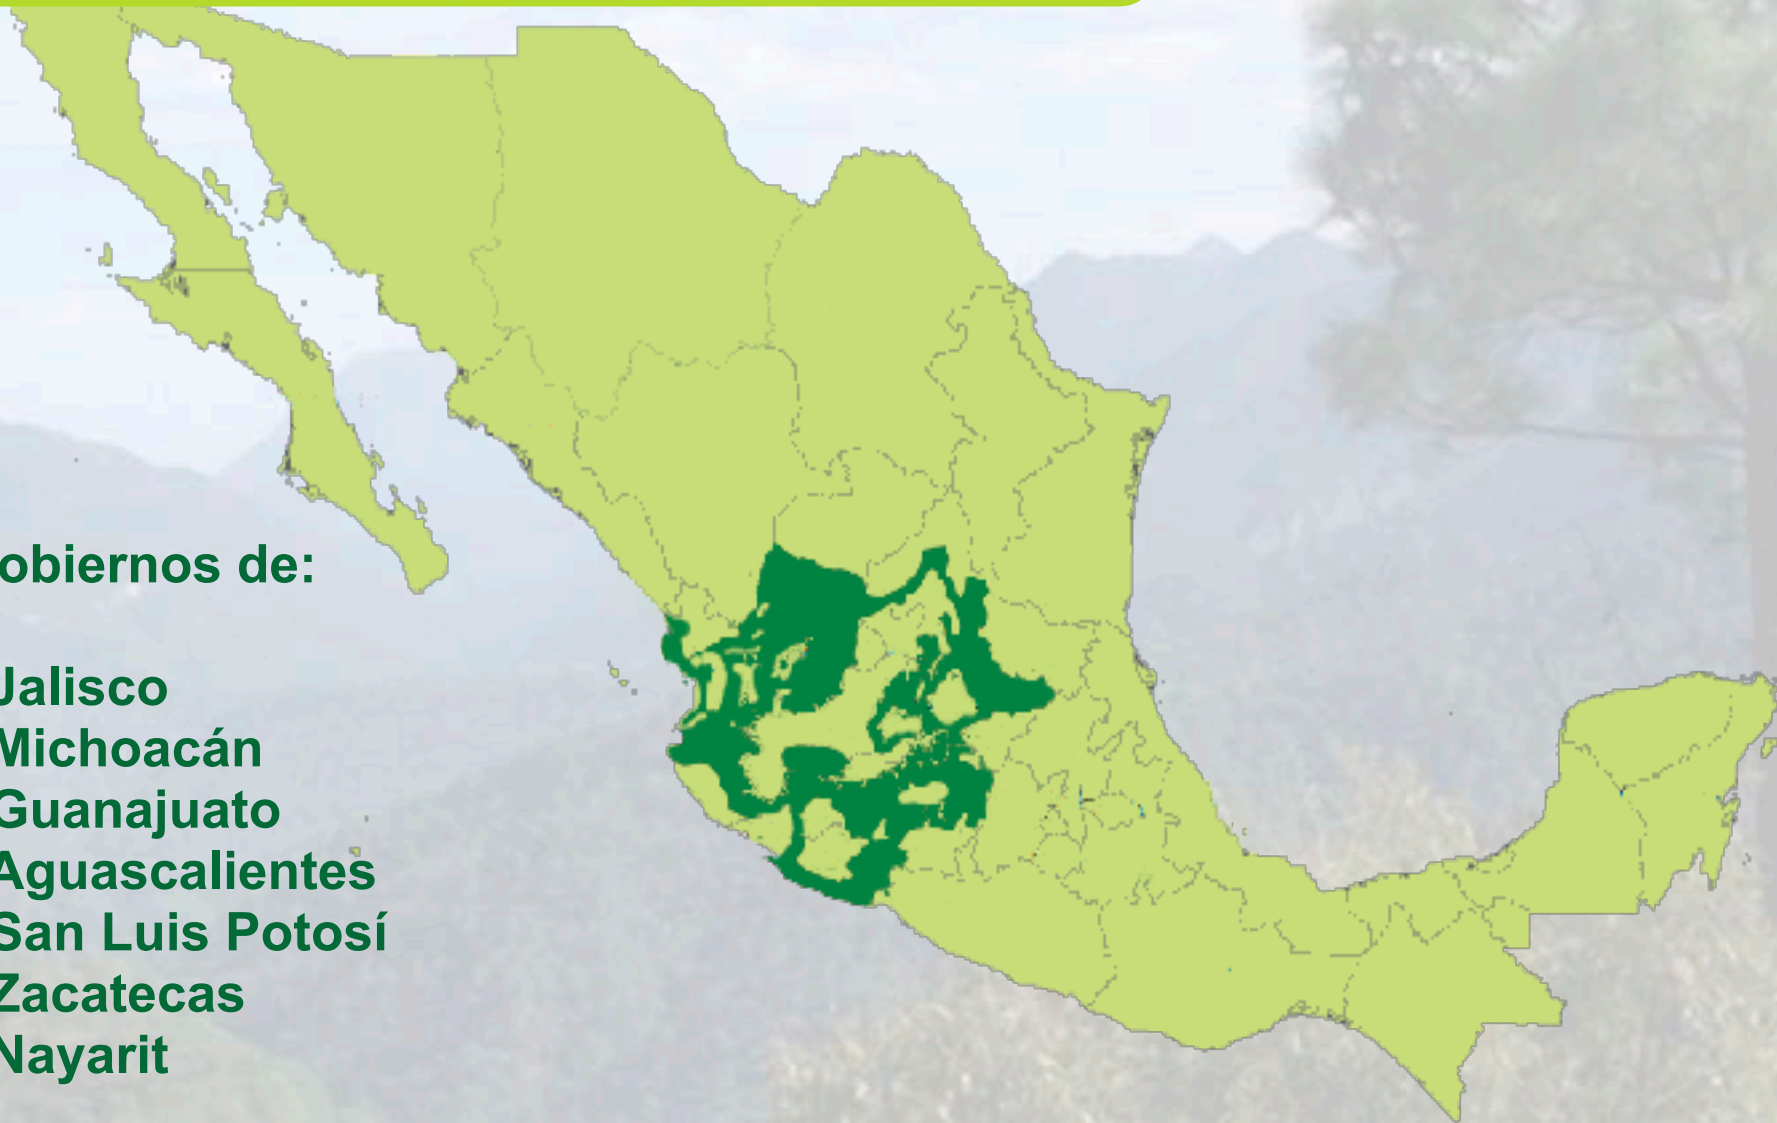 obiernos de:
Jalisco
Michoacán
Guanajuato
Aguascalientes
San Luis Potosí
Zacatecas
Nayarit